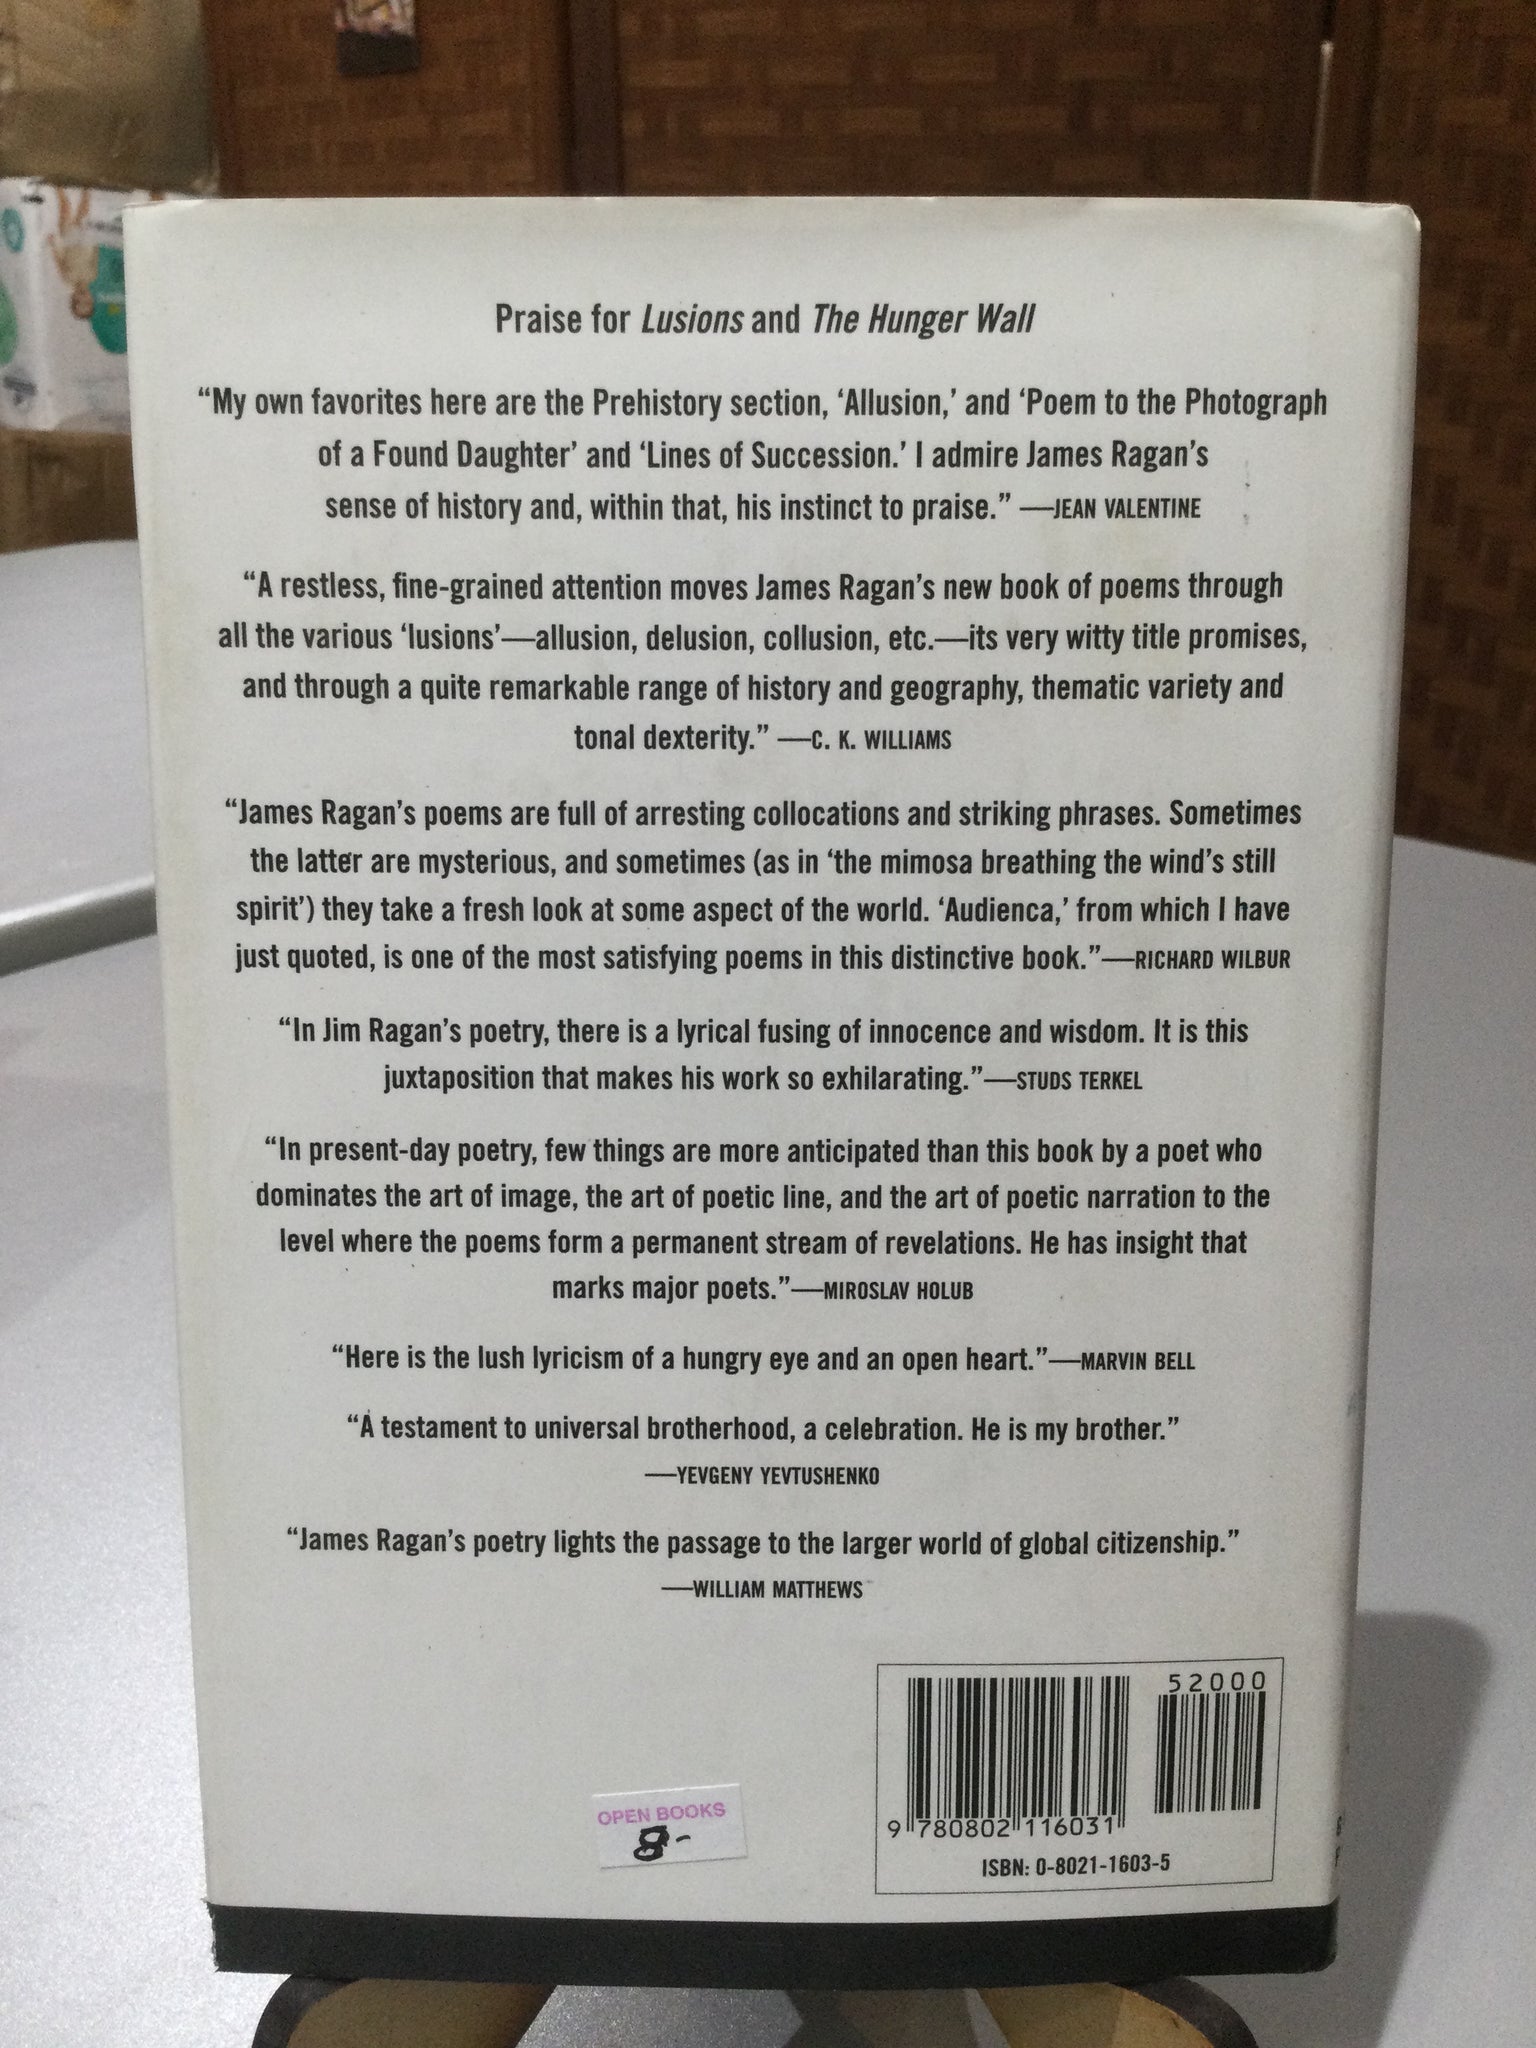 Praise for Lusions and The Hunger Wall
“My own favorites here are the Prehistory section, ‘Allusion,’ and ‘Poem to the Photograph
of a Found Daughter’ and ‘Lines of Succession.’ I admire James Ragan’s
sense of history and, within that, his instinct to praise.” —JEAN VALENTINE
“A restless, fine-grained attention moves James Ragan’s new book of poems through
all the various ‘lusions’—allusion, delusion, collusion, etc.—its very witty title promises,
and through a quite remarkable range of history and geography, thematic variety and
tonal dexterity.” —C. K. WILLIAMS
“James Ragan’s poems are full of arresting collocations and striking phrases. Sometimes
the latter are mysterious, and sometimes (as in ‘the mimosa breathing the wind’s still
spirit’) they take a fresh look at some aspect of the world. ‘Audienca,’ from which I have
just quoted, is one of the most satisfying poems in this distinctive book.”—RICHARD WILBUR
“In Jim Ragan’s poetry, there is a lyrical fusing of innocence and wisdom. It is this
juxtaposition that makes his work so exhilarating.”—STUDS TERKEL
“In present-day poetry, few things are more anticipated than this book by a poet who
dominates the art of image, the art of poetic line, and the art of poetic narration to the
level where the poems form a permanent stream of revelations. He has insight that
marks major poets.”—MIROSLAV HOLUB
“Here is the lush lyricism of a hungry eye and an open heart.”—MARVIN BELL
“A testament to universal brotherhood, a celebration. He is my brother.”
—YEVGENY YEVTUSHENKO
“James Ragan’s poetry lights the passage to the larger world of global citizenship.”
—WILLIAM MATTHEWS
52000
9 780802 116031
ISBN: 0-8021-1603-5
OPEN BOOKS
8-